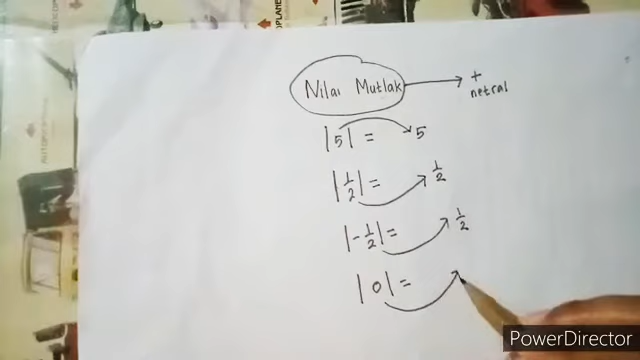 Nilai Mutlak → +
netral
|5| = 5
|1/2| = 1/2
|-1/2| = 1/2
|0| =
PowerDirector